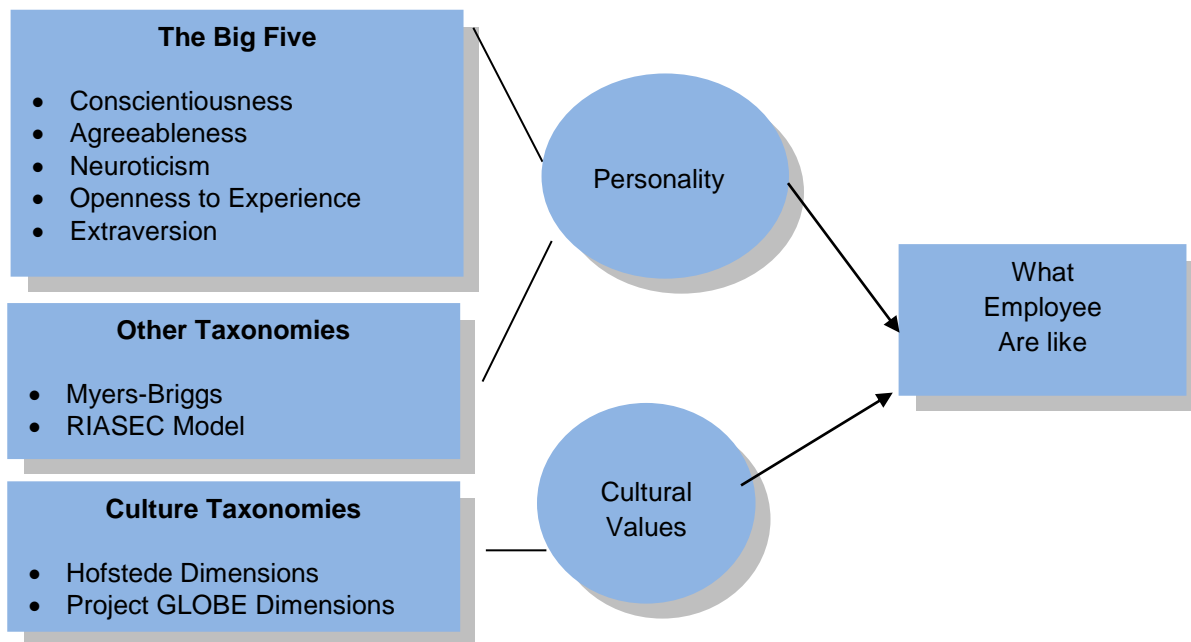 The Big Five
• Conscientiousness
• Agreeableness
• Neuroticism
• Openness to Experience
• Extraversion
Other Taxonomies
• Myers-Briggs
• RIASEC Model
Culture Taxonomies
• Hofstede Dimensions
• Project GLOBE Dimensions
Personality
Cultural
Values
What
Employee
Are like